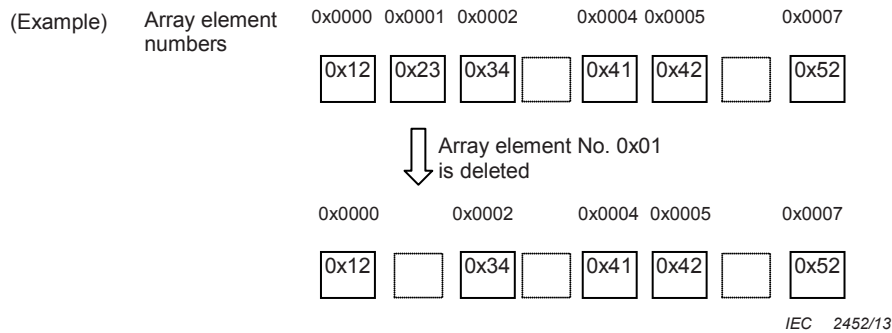 (Example) Array element numbers 0x0000 0x0001 0x0002 0x0004 0x0005 0x0007
0x12 0x23 0x34 0x41 0x42 0x52
Array element No. 0x01
is deleted
0x0000 0x0002 0x0004 0x0005 0x0007
0x12 0x34 0x41 0x42 0x52
IEC 2452/13